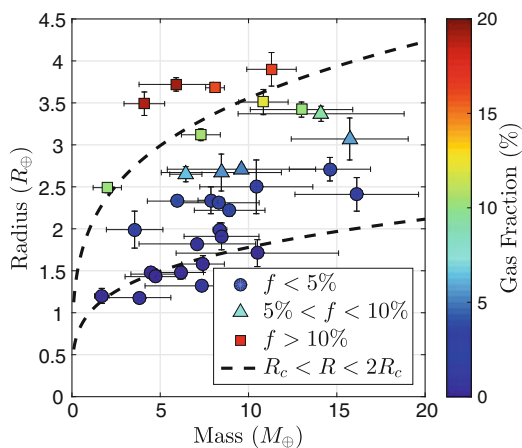 4.5
4
3.5
3
2.5
2
1.5
1
0.5
0
Radius (R⊕)
0 5 10 15 20
Mass (M⊕)
f < 5%
5% < f < 10%
f > 10%
R_c < R < 2R_c
20
15
10
5
0
Gas Fraction (%)